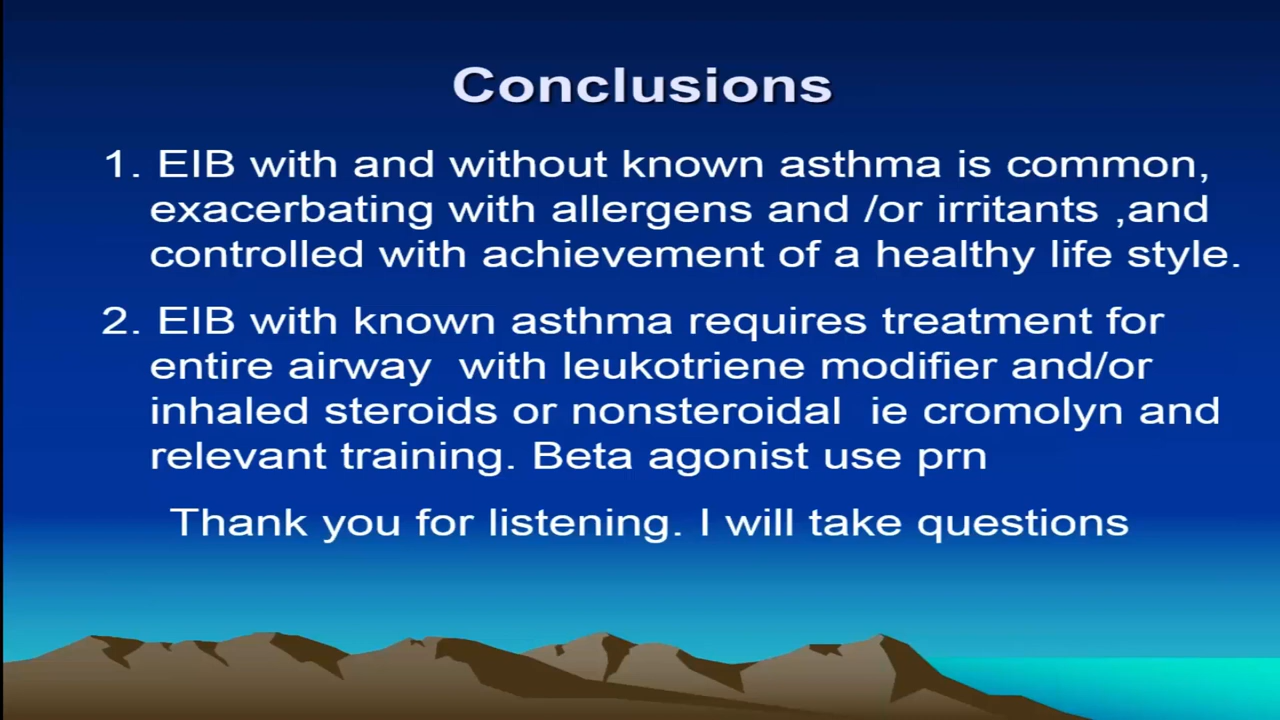 Conclusions
1. EIB with and without known asthma is common,
exacerbating with allergens and /or irritants ,and
controlled with achievement of a healthy life style.
2. EIB with known asthma requires treatment for
entire airway  with leukotriene modifier and/or
inhaled steroids or nonsteroidal  ie cromolyn and
relevant training. Beta agonist use prn
Thank you for listening. I will take questions